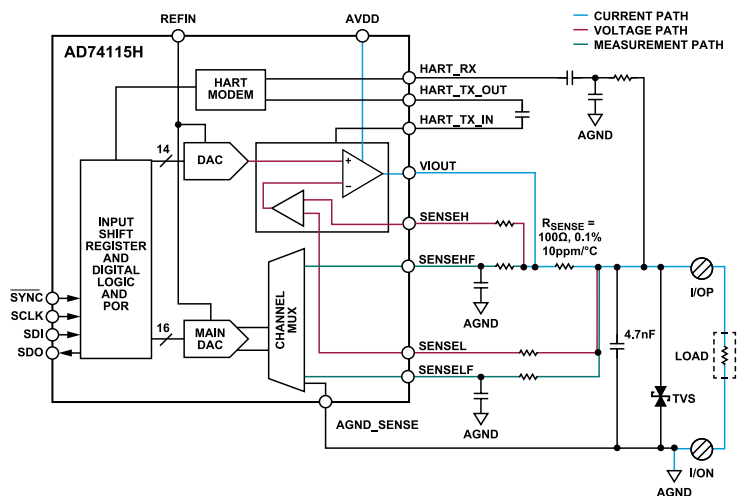 REFIN
AVDD
CURRENT PATH
VOLTAGE PATH
MEASUREMENT PATH
AD74115H
HART
MODEM
HART_RX
HART_TX_OUT
HART_TX_IN
AGND
14
DAC
+
−
VIOUT
SENSEH
RSENSE =
100Ω, 0.1%
10ppm/°C
INPUT
SHIFT
REGISTER
AND
DIGITAL
LOGIC
AND
POR
SENSEHF
I/OP
AGND
SYNC
SCLK
SDI
SDO
16
MAIN
DAC
CHANNEL
MUX
SENSEL
4.7nF
LOAD
SENSELF
TVS
AGND
AGND_SENSE
I/ON
AGND